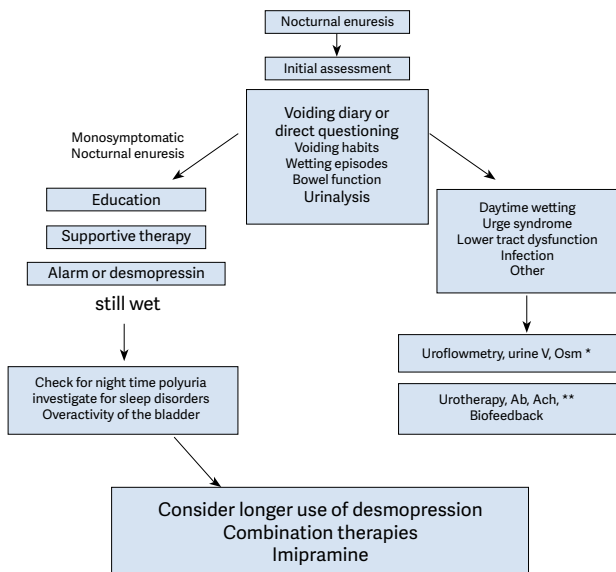 Nocturnal enuresis
Initial assessment
Voiding diary or
direct questioning
Voiding habits
Wetting episodes
Bowel function
Urinalysis
Monosymptomatic
Nocturnal enuresis
Education
Supportive therapy
Alarm or desmopressin
still wet
Check for night time polyuria
investigate for sleep disorders
Overactivity of the bladder
Daytime wetting
Urge syndrome
Lower tract dysfunction
Infection
Other
Uroflowmetry, urine V, Osm *
Urotherapy, Ab, Ach, **
Biofeedback
Consider longer use of desmopression
Combination therapies
Imipramine